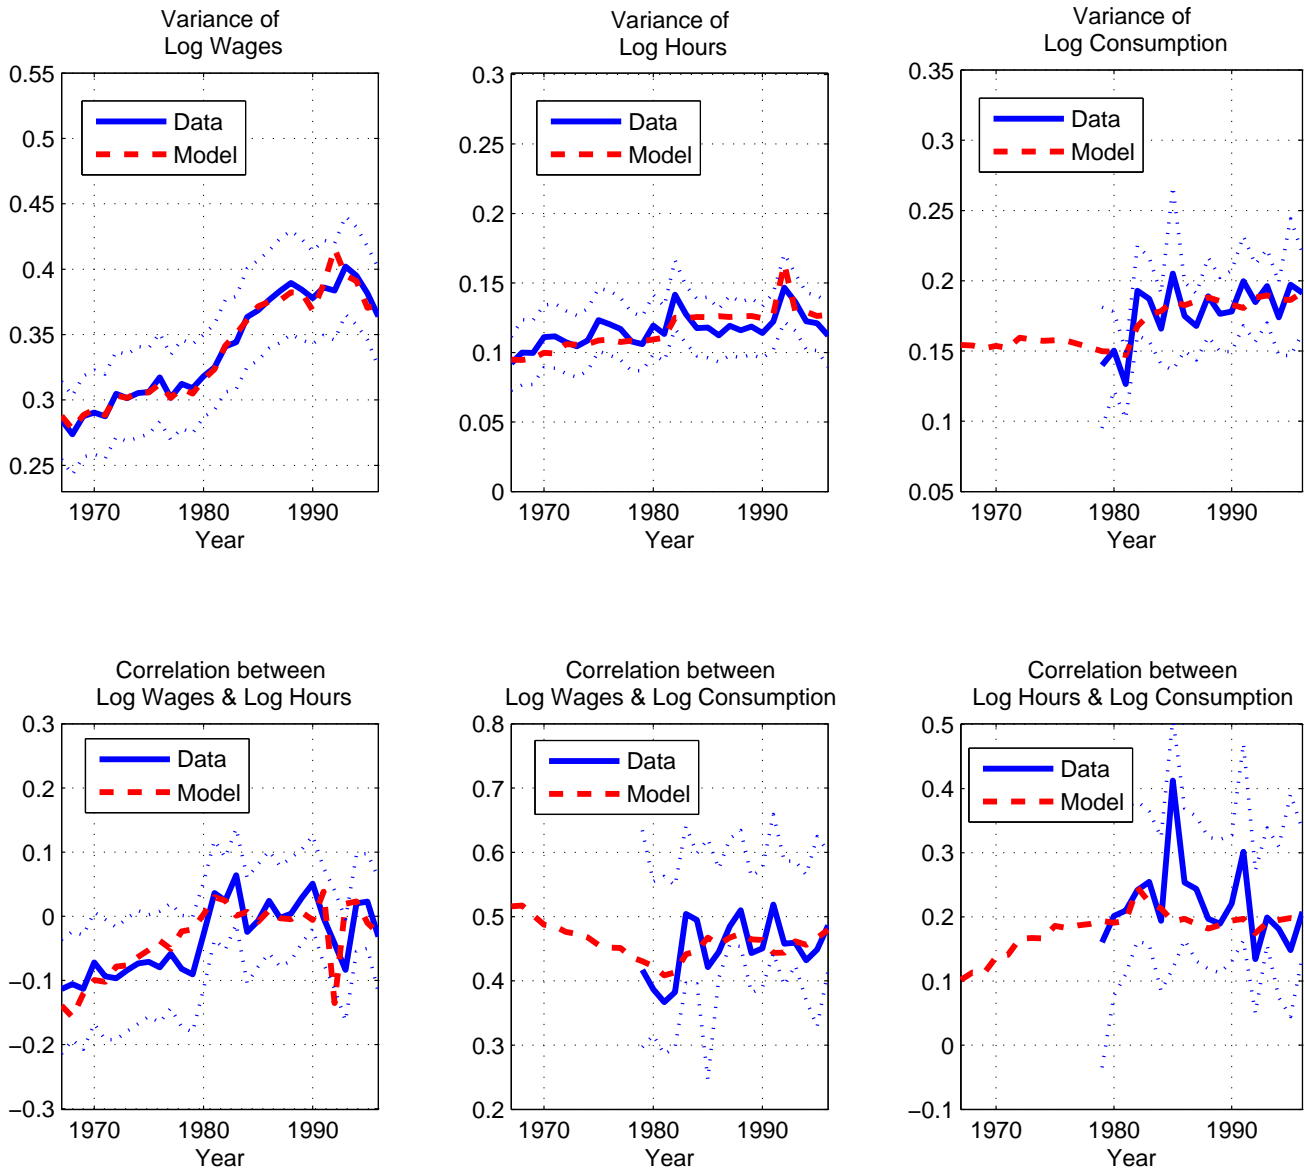 Variance of
Log Wages
0.55
0.5
0.45
0.4
0.35
0.3
0.25
Data
Model
1970
1980
1990
Year
Variance of
Log Hours
0.3
0.25
0.2
0.15
0.1
0.05
0
Data
Model
1970
1980
1990
Year
Variance of
Log Consumption
0.35
0.3
0.25
0.2
0.15
0.1
0.05
Data
Model
1970
1980
1990
Year
Correlation between
Log Wages & Log Hours
0.3
0.2
0.1
0
−0.1
−0.2
−0.3
Data
Model
1970
1980
1990
Year
Correlation between
Log Wages & Log Consumption
0.8
0.7
0.6
0.5
0.4
0.3
0.2
Data
Model
1970
1980
1990
Year
Correlation between
Log Hours & Log Consumption
0.5
0.4
0.3
0.2
0.1
0
−0.1
Data
Model
1970
1980
1990
Year